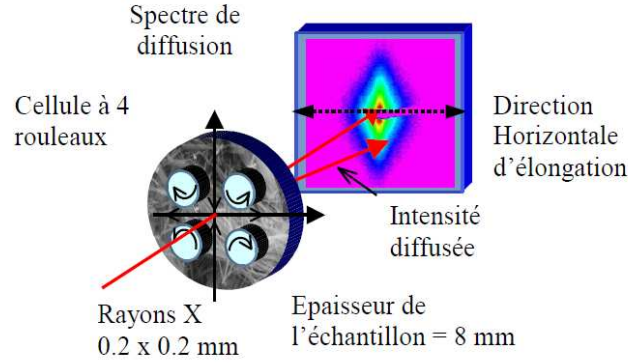 Spectre de
diffusion
Cellule à 4
rouleaux
Direction
Horizontale
d’élongation
Intensité
diffusée
Rayons X
0.2 x 0.2 mm
Epaisseur de
l’échantillon = 8 mm